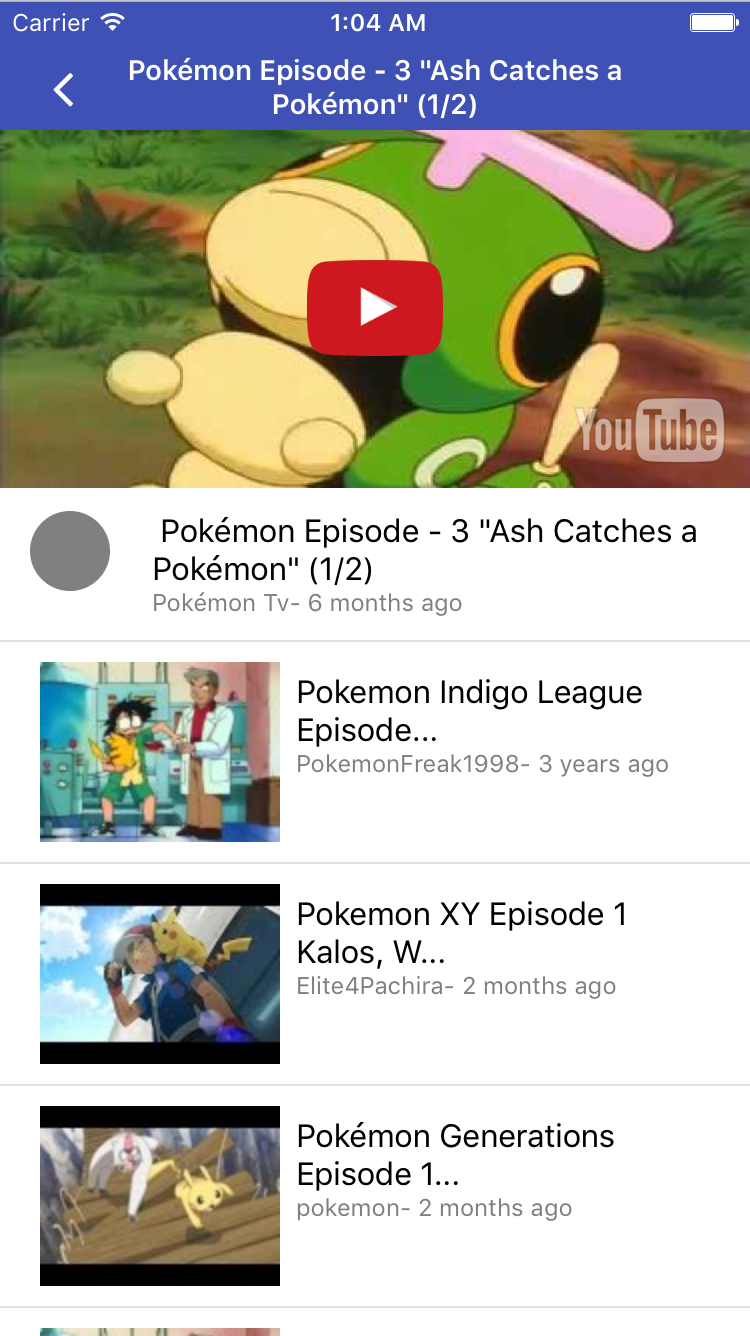 Carrier 1:04 AM
Pokémon Episode - 3 "Ash Catches a
Pokémon" (1/2)
YouTube
Pokémon Episode - 3 "Ash Catches a
Pokémon" (1/2)
Pokémon Tv- 6 months ago
Pokemon Indigo League
Episode...
PokemonFreak1998- 3 years ago
Pokemon XY Episode 1
Kalos, W...
Elite4Pachira- 2 months ago
Pokémon Generations
Episode 1...
pokemon- 2 months ago